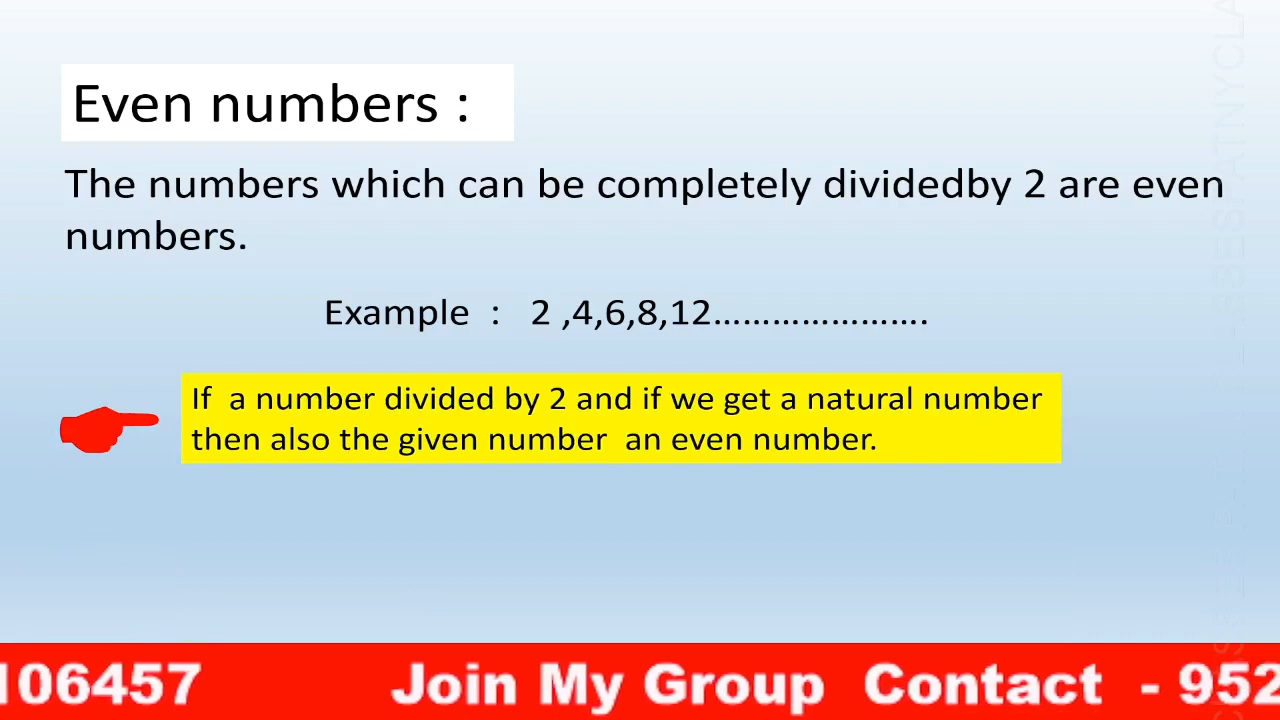 Even numbers :
The numbers which can be completely dividedby 2 are even
numbers.
Example : 2 ,4,6,8,12......................
If a number divided by 2 and if we get a natural number
then also the given number an even number.
106457 Join My Group Contact - 952